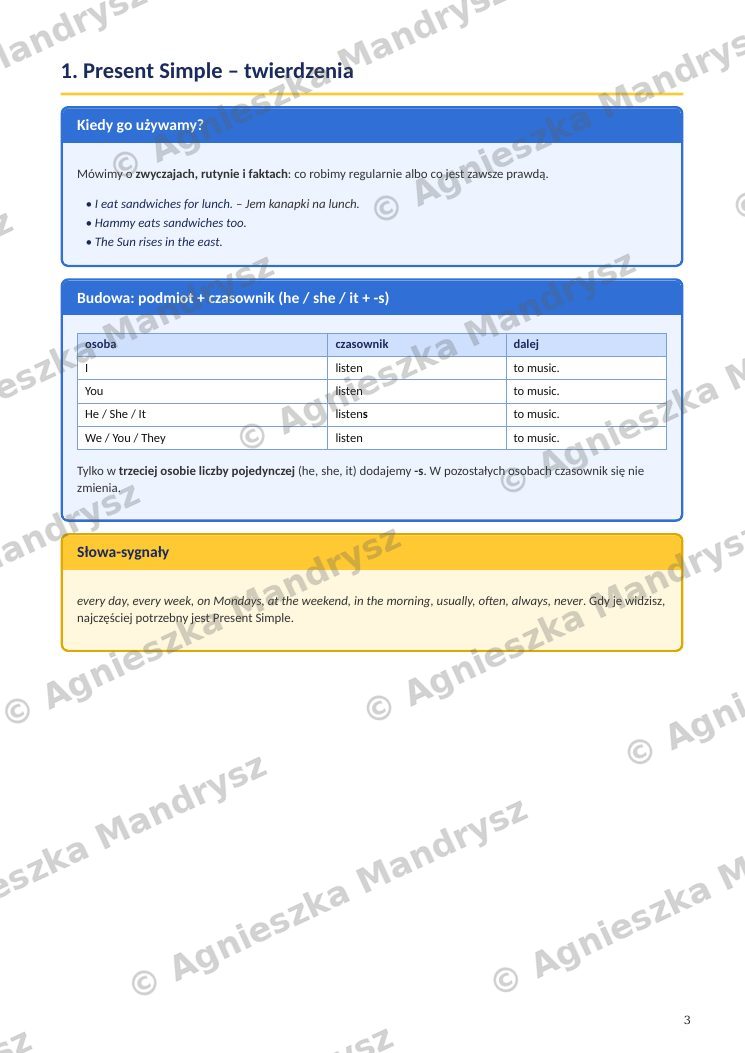 1. Present Simple – twierdzenia
Kiedy go używamy?
Mówimy o zwyczajach, rutynie i faktach: co robimy regularnie albo co jest zawsze prawdą.
• I eat sandwiches for lunch. – Jem kanapki na lunch.
• Hammy eats sandwiches too.
• The Sun rises in the east.
Budowa: podmiot + czasownik (he / she / it + -s)
osoba czasownik dalej
I listen to music.
You listen to music.
He / She / It listens to music.
We / You / They listen to music.
Tylko w trzeciej osobie liczby pojedynczej (he, she, it) dodajemy -s. W pozostałych osobach czasownik się nie
zmienia.
Słowa-sygnały
every day, every week, on Mondays, at the weekend, in the morning, usually, often, always, never. Gdy je widzisz,
najczęściej potrzebny jest Present Simple.
© Agnieszka Mandrysz
3